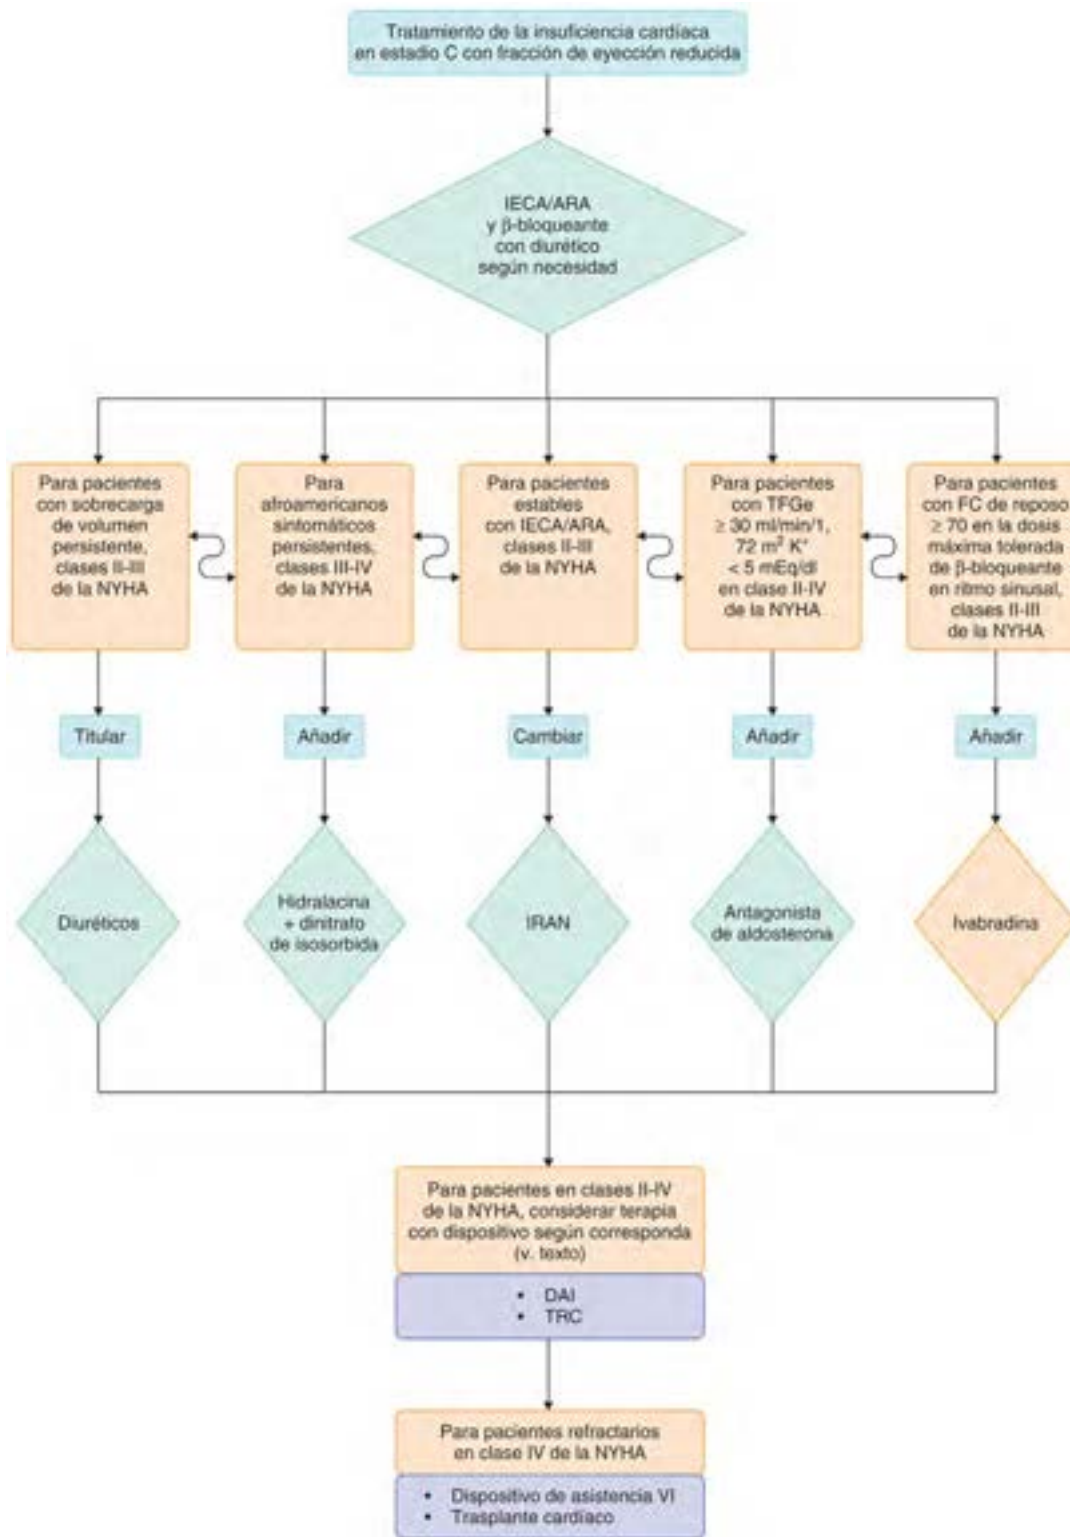 Tratamiento de la insuficiencia cardíaca
en estadio C con fracción de eyección reducida
IECA/ARA
y β-bloqueante
con diurético
según necesidad
Para pacientes
con sobrecarga
de volumen
persistente,
clases II-III
de la NYHA
Para
afroamericanos
sintomáticos
persistentes,
clases III-IV
de la NYHA
Para pacientes
estables
con IECA/ARA,
clases II-III
de la NYHA
Para pacientes
con TFGe
≥ 30 ml/min/1,
72 m² K⁺
< 5 mEq/dl
en clase II-IV
de la NYHA
Para pacientes
con FC de reposo
≥ 70 en la dosis
máxima tolerada
de β-bloqueante
en ritmo sinusal,
clases II-III
de la NYHA
Titular
Añadir
Cambiar
Añadir
Añadir
Diuréticos
Hidralacina
+ dinitrato
de isosorbida
IRAN
Antagonista
de aldosterona
Ivabradina
Para pacientes en clases II-IV
de la NYHA, considerar terapia
con dispositivo según corresponda
(v. texto)
• DAI
• TRC
Para pacientes refractarios
en clase IV de la NYHA
• Dispositivo de asistencia VI
• Trasplante cardíaco